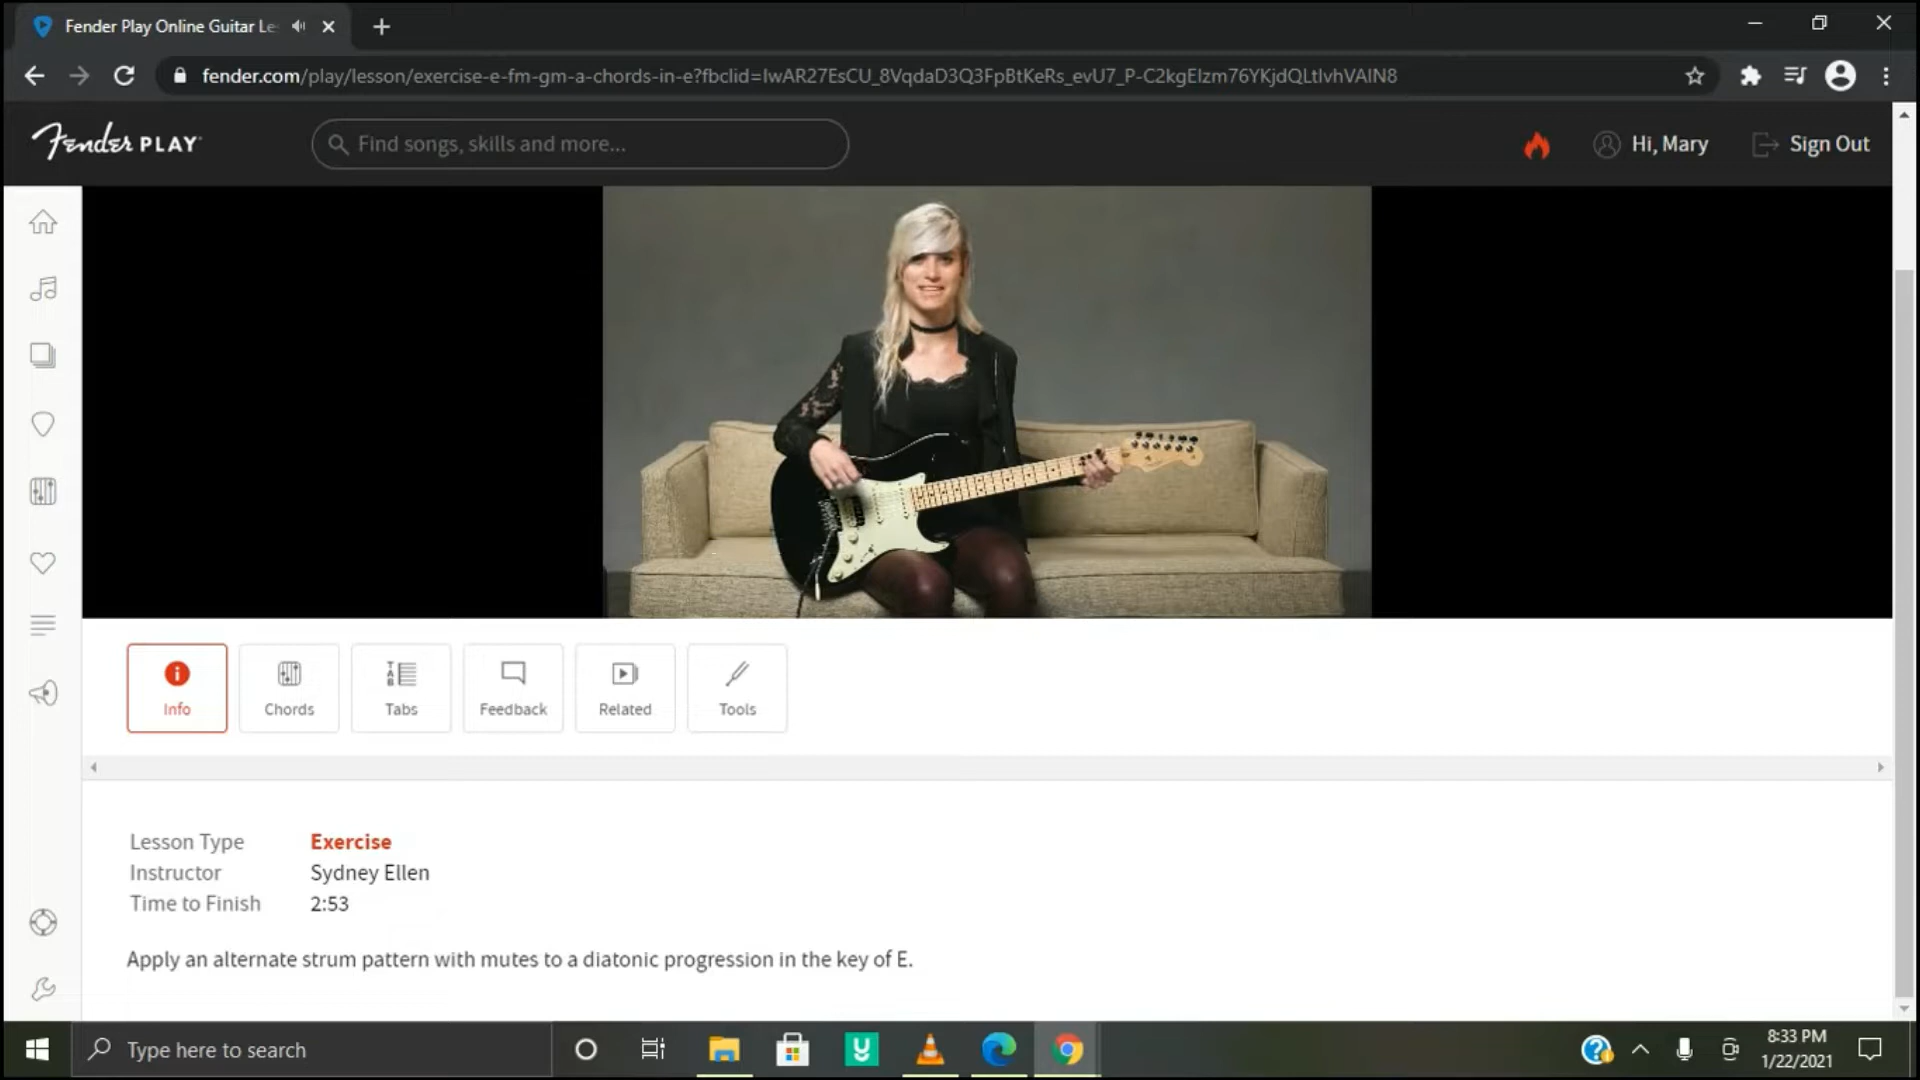 Fender Play Online Guitar Le
fender.com/play/lesson/exercise-e-fm-gm-a-chords-in-e?fbclid=IwAR27EsCU_8VqdaD3Q3FpBtKeRs_evU7_P-C2kgEIzm76YKjdQLtIvhVAIN8
Fender PLAY
Find songs, skills and more...
Hi, Mary
Sign Out
Info
Chords
TAB
Tabs
Feedback
Related
Tools
Lesson Type Exercise
Instructor Sydney Ellen
Time to Finish 2:53
Apply an alternate strum pattern with mutes to a diatonic progression in the key of E.
Type here to search
8:33 PM
1/22/2021